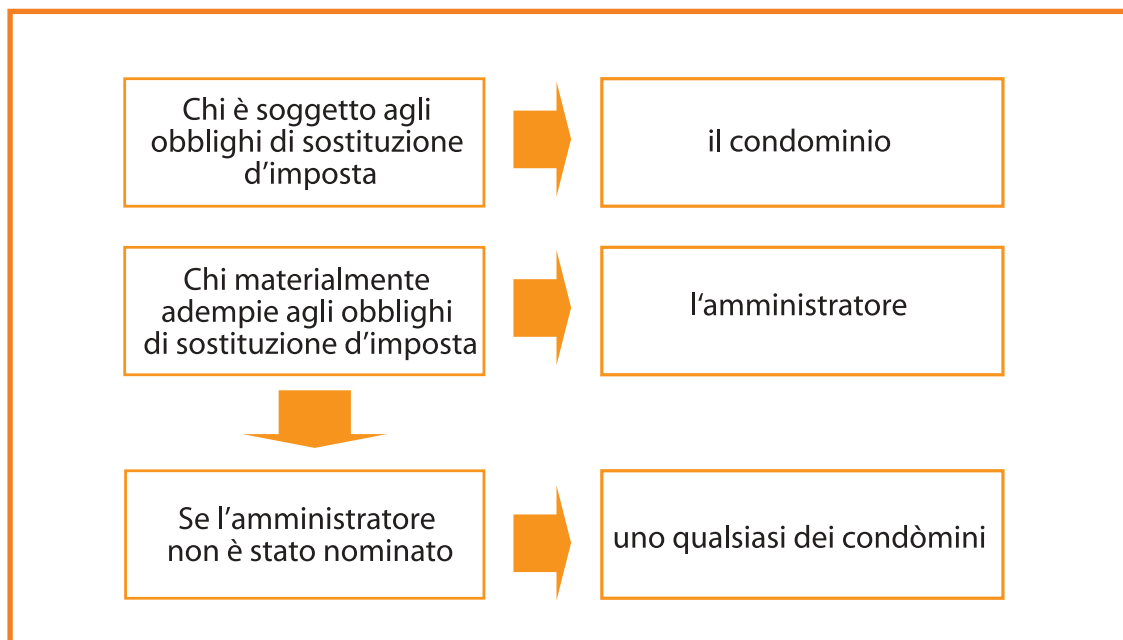 Chi è soggetto agli
obblighi di sostituzione
d’imposta
il condominio
Chi materialmente
adempie agli obblighi
di sostituzione d’imposta
l‘amministratore
Se l’amministratore
non è stato nominato
uno qualsiasi dei condòmini